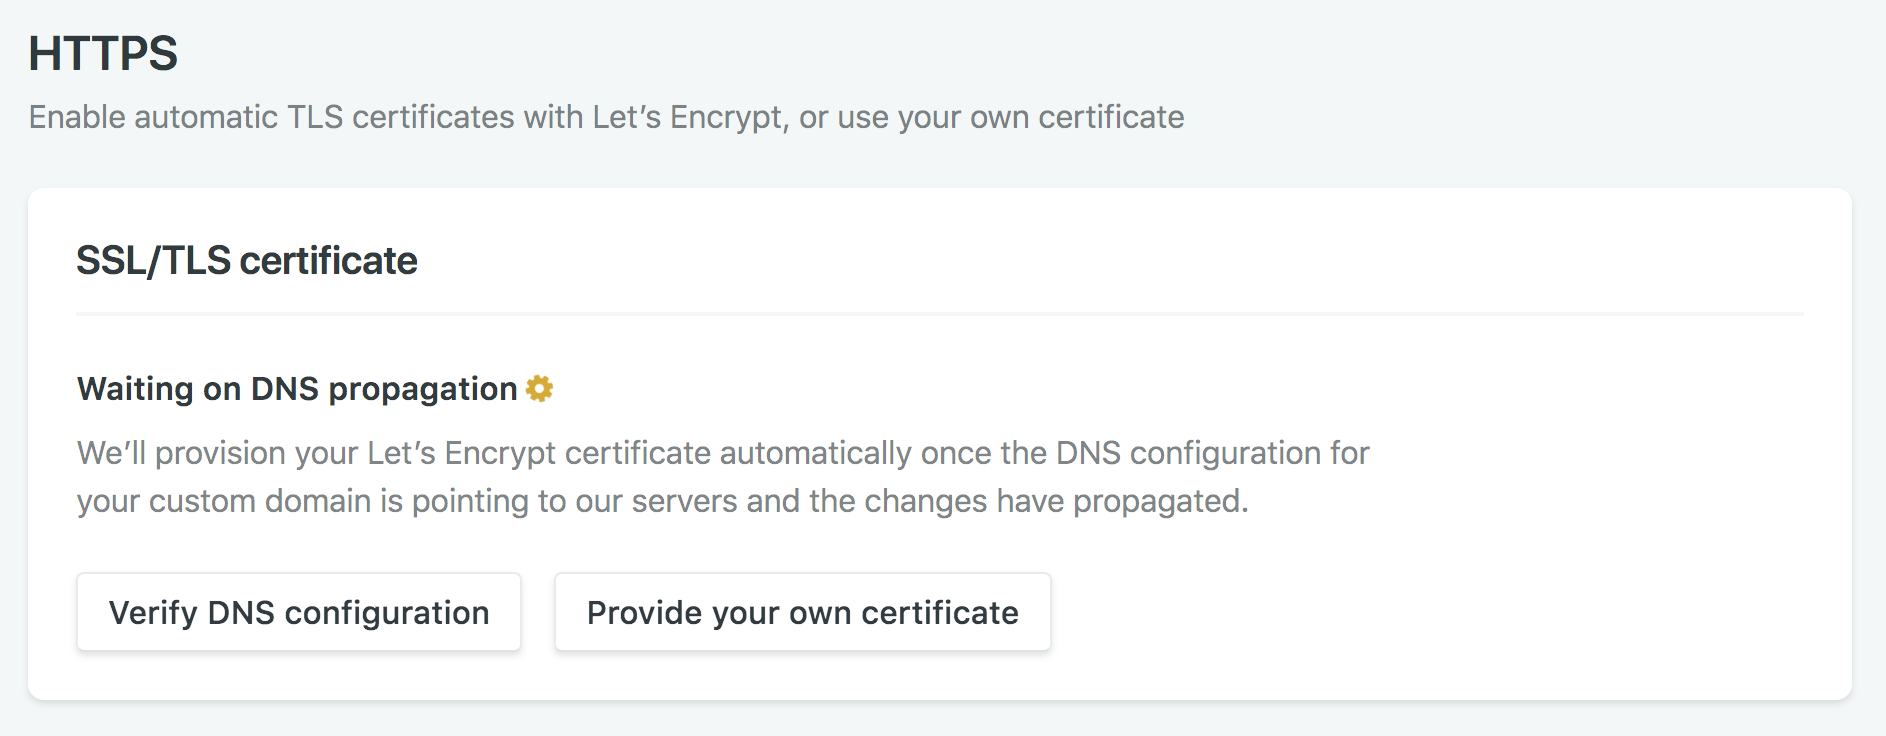 HTTPS
Enable automatic TLS certificates with Let’s Encrypt, or use your own certificate
SSL/TLS certificate
Waiting on DNS propagation
We’ll provision your Let’s Encrypt certificate automatically once the DNS configuration for
your custom domain is pointing to our servers and the changes have propagated.
Verify DNS configuration
Provide your own certificate